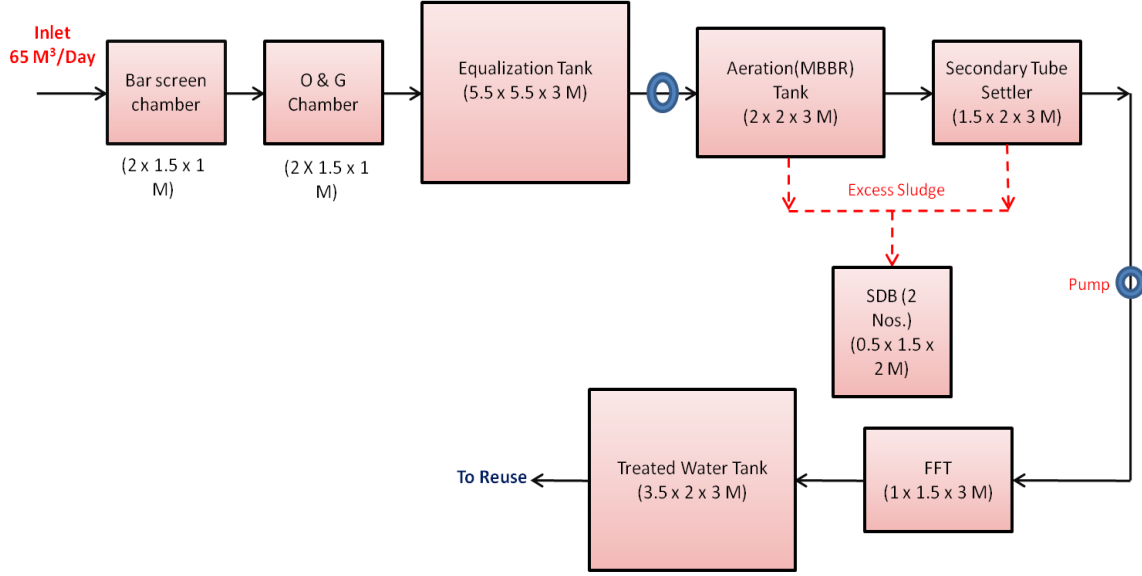 Inlet
65 M³/Day
Bar screen
chamber
(2 x 1.5 x 1
M)
O & G
Chamber
(2 X 1.5 x 1
M)
Equalization Tank
(5.5 x 5.5 x 3 M)
Aeration(MBBR)
Tank
(2 x 2 x 3 M)
Secondary Tube
Settler
(1.5 x 2 x 3 M)
Excess Sludge
SDB (2
Nos.)
(0.5 x 1.5 x
2 M)
Pump
FFT
(1 x 1.5 x 3 M)
Treated Water Tank
(3.5 x 2 x 3 M)
To Reuse